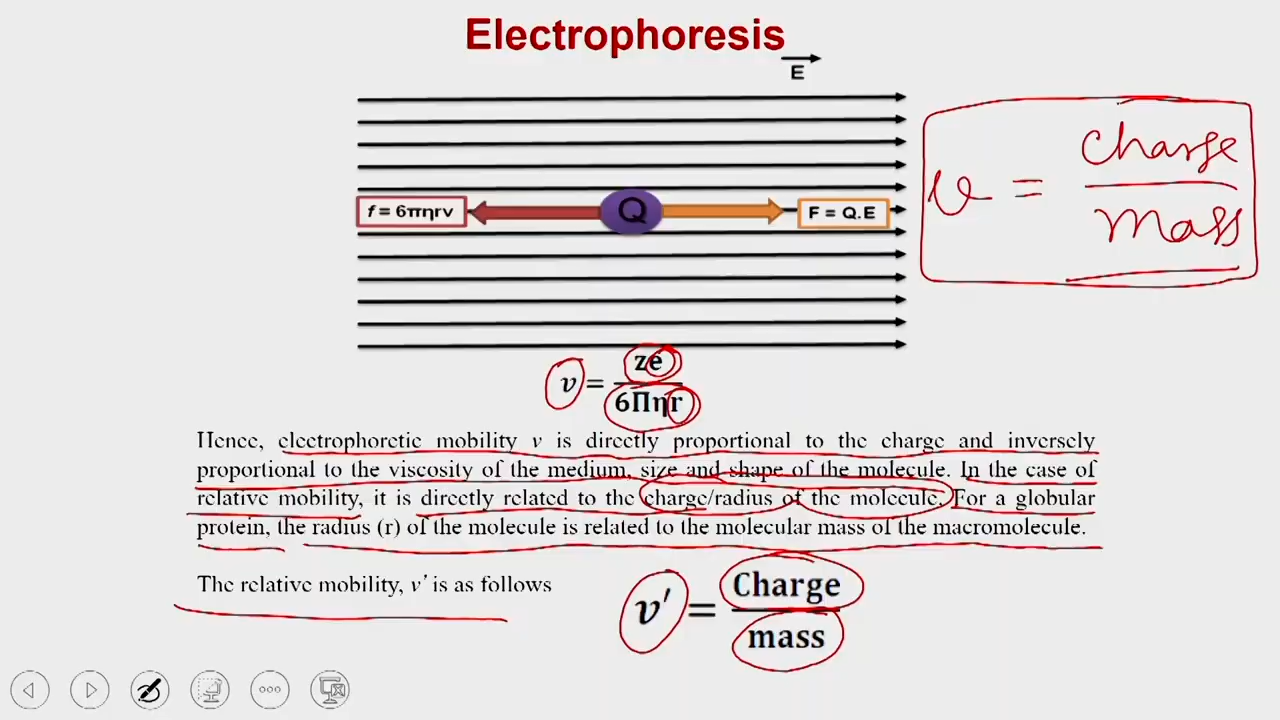 Electrophoresis
E
f = 6πηrv
Q
F = Q.E
v = charge
mass
v = ze
6Πηr
Hence, electrophoretic mobility v is directly proportional to the charge and inversely
proportional to the viscosity of the medium, size and shape of the molecule. In the case of
relative mobility, it is directly related to the charge/radius of the molecule. For a globular
protein, the radius (r) of the molecule is related to the molecular mass of the macromolecule.
The relative mobility, v' is as follows
v' = Charge
mass